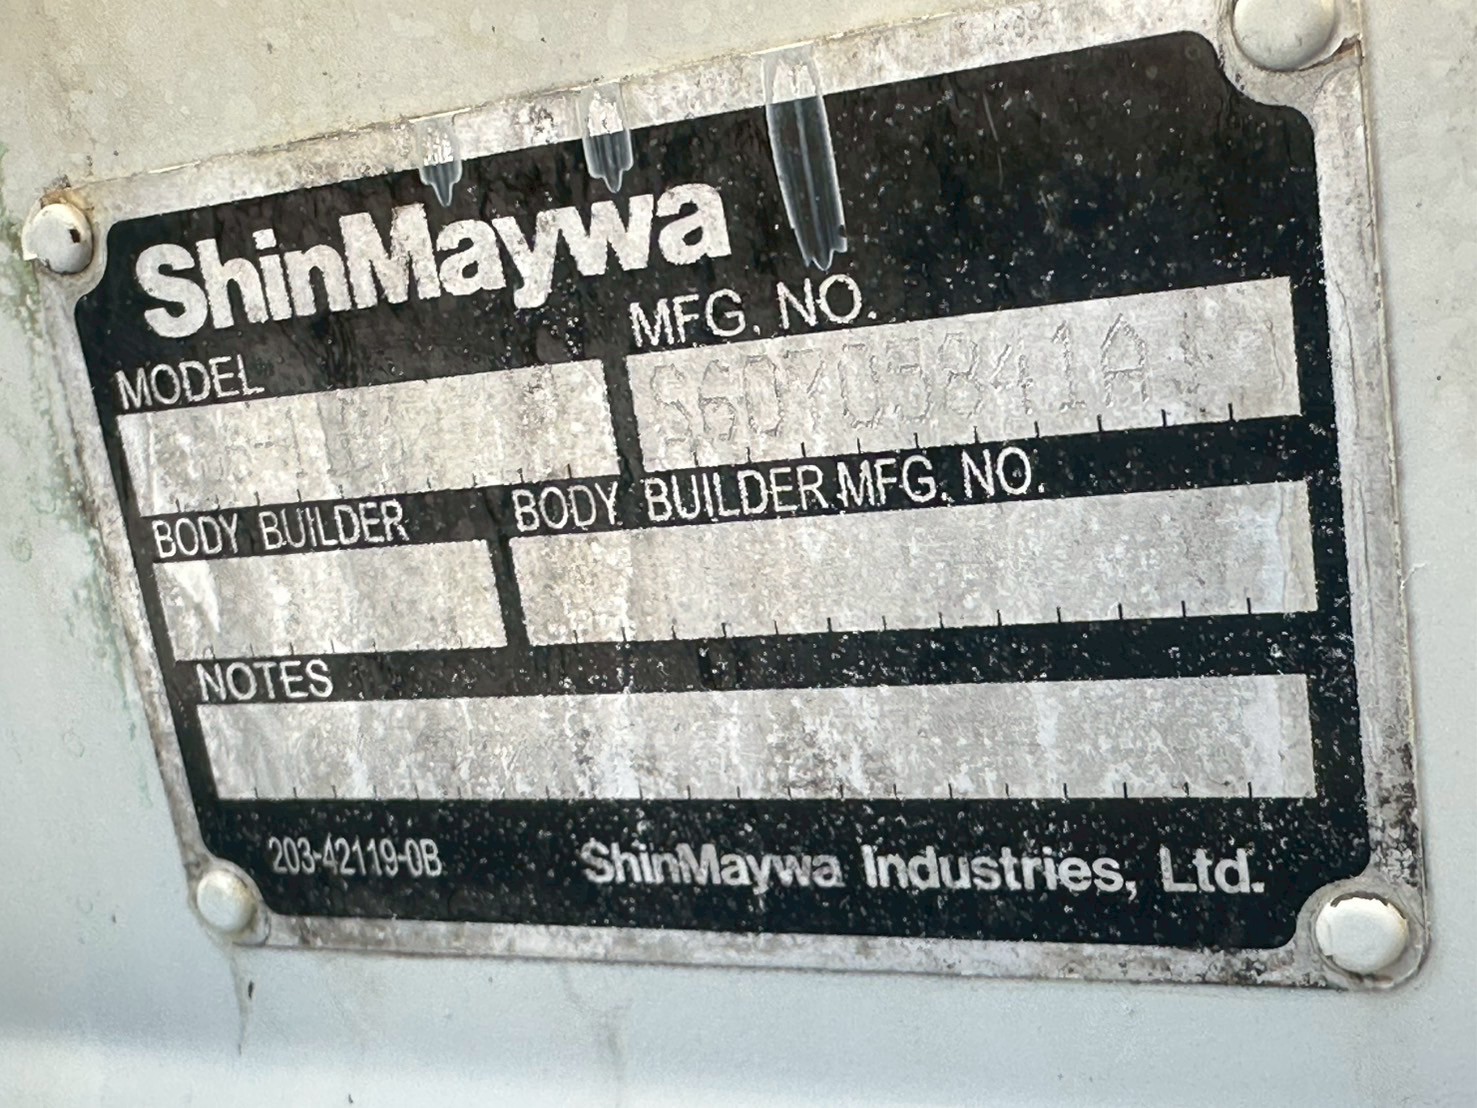 ShinMaywa
MODEL
MFG. NO.
BODY BUILDER
BODY BUILDER MFG. NO.
NOTES
203-42119-0B
ShinMaywa Industries, Ltd.